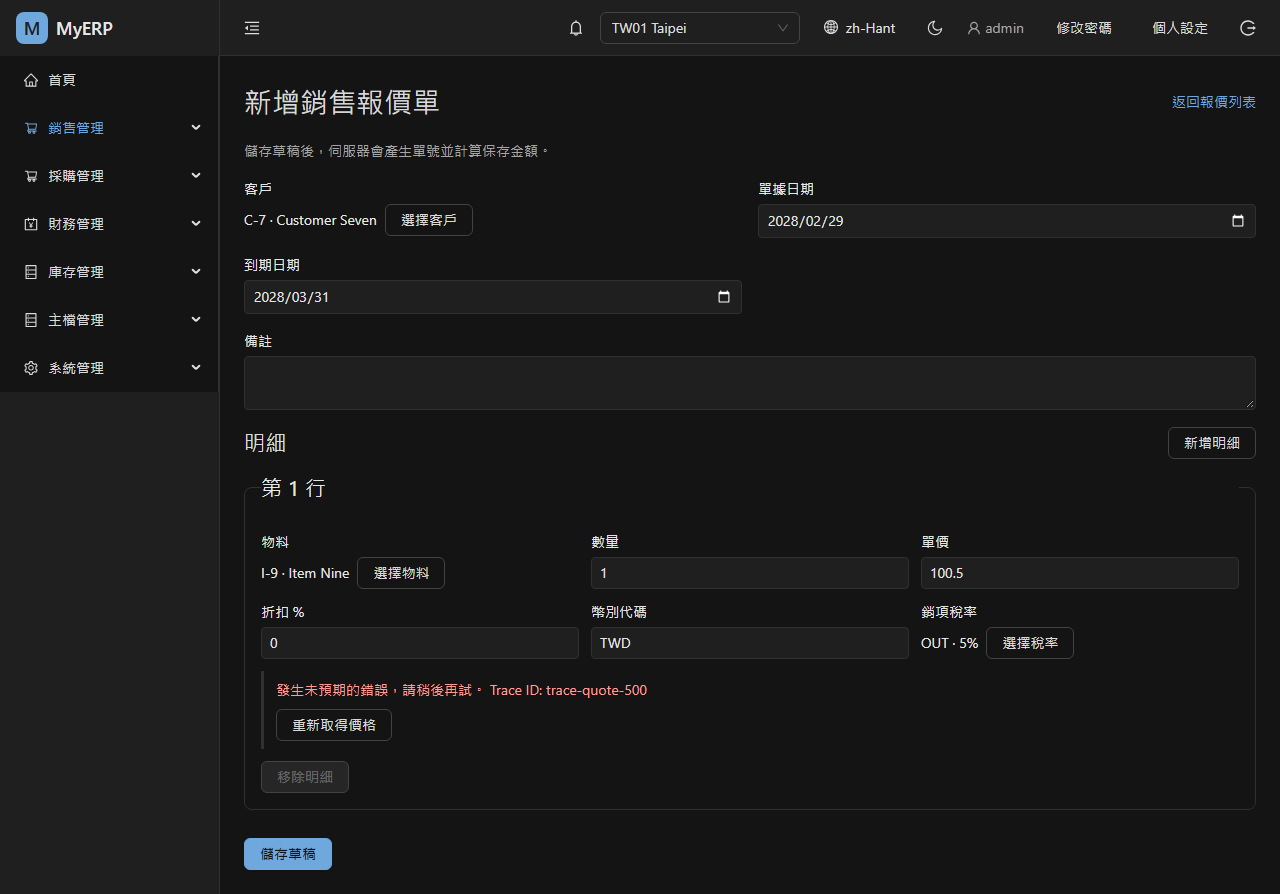 M MyERP
TW01 Taipei
zh-Hant
admin
修改密碼
個人設定
首頁
銷售管理
採購管理
財務管理
庫存管理
主檔管理
系統管理
新增銷售報價單
返回報價列表
儲存草稿後，伺服器會產生單號並計算保存金額。
客戶
單據日期
C-7 · Customer Seven
選擇客戶
2028/02/29
到期日期
2028/03/31
備註
明細
新增明細
第 1 行
物料
數量
單價
I-9 · Item Nine
選擇物料
1
100.5
折扣 %
幣別代碼
銷項稅率
0
TWD
OUT · 5%
選擇稅率
發生未預期的錯誤，請稍後再試。 Trace ID: trace-quote-500
重新取得價格
移除明細
儲存草稿